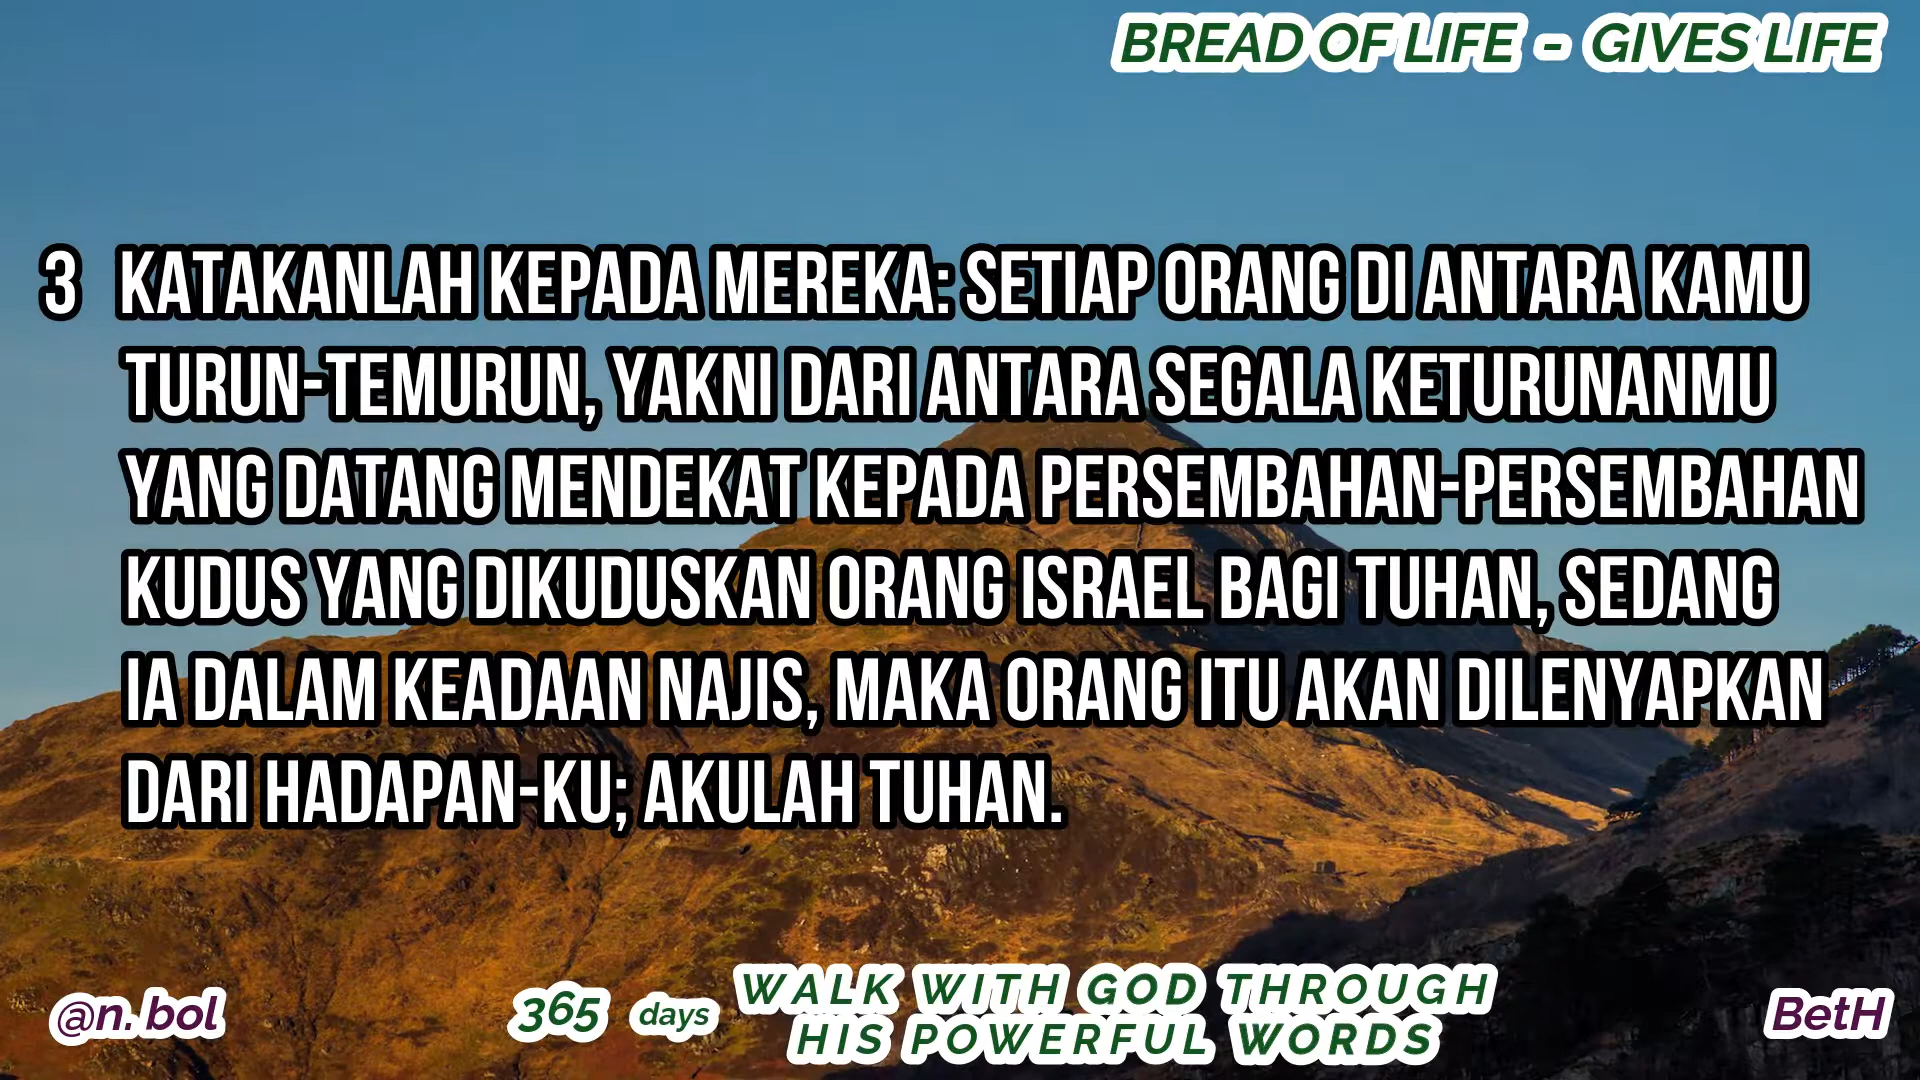 BREAD OF LIFE - GIVES LIFE
3 KATAKANLAH KEPADA MEREKA: SETIAP ORANG DI ANTARA KAMU
TURUN-TEMURUN, YAKNI DARI ANTARA SEGALA KETURUNANMU
YANG DATANG MENDEKAT KEPADA PERSEMBAHAN-PERSEMBAHAN
KUDUS YANG DIKUDUSKAN ORANG ISRAEL BAGI TUHAN, SEDANG
IA DALAM KEADAAN NAJIS, MAKA ORANG ITU AKAN DILENYAPKAN
DARI HADAPAN-KU; AKULAH TUHAN.
@n. bol
365 days
WALK WITH GOD THROUGH
HIS POWERFUL WORDS
BetH